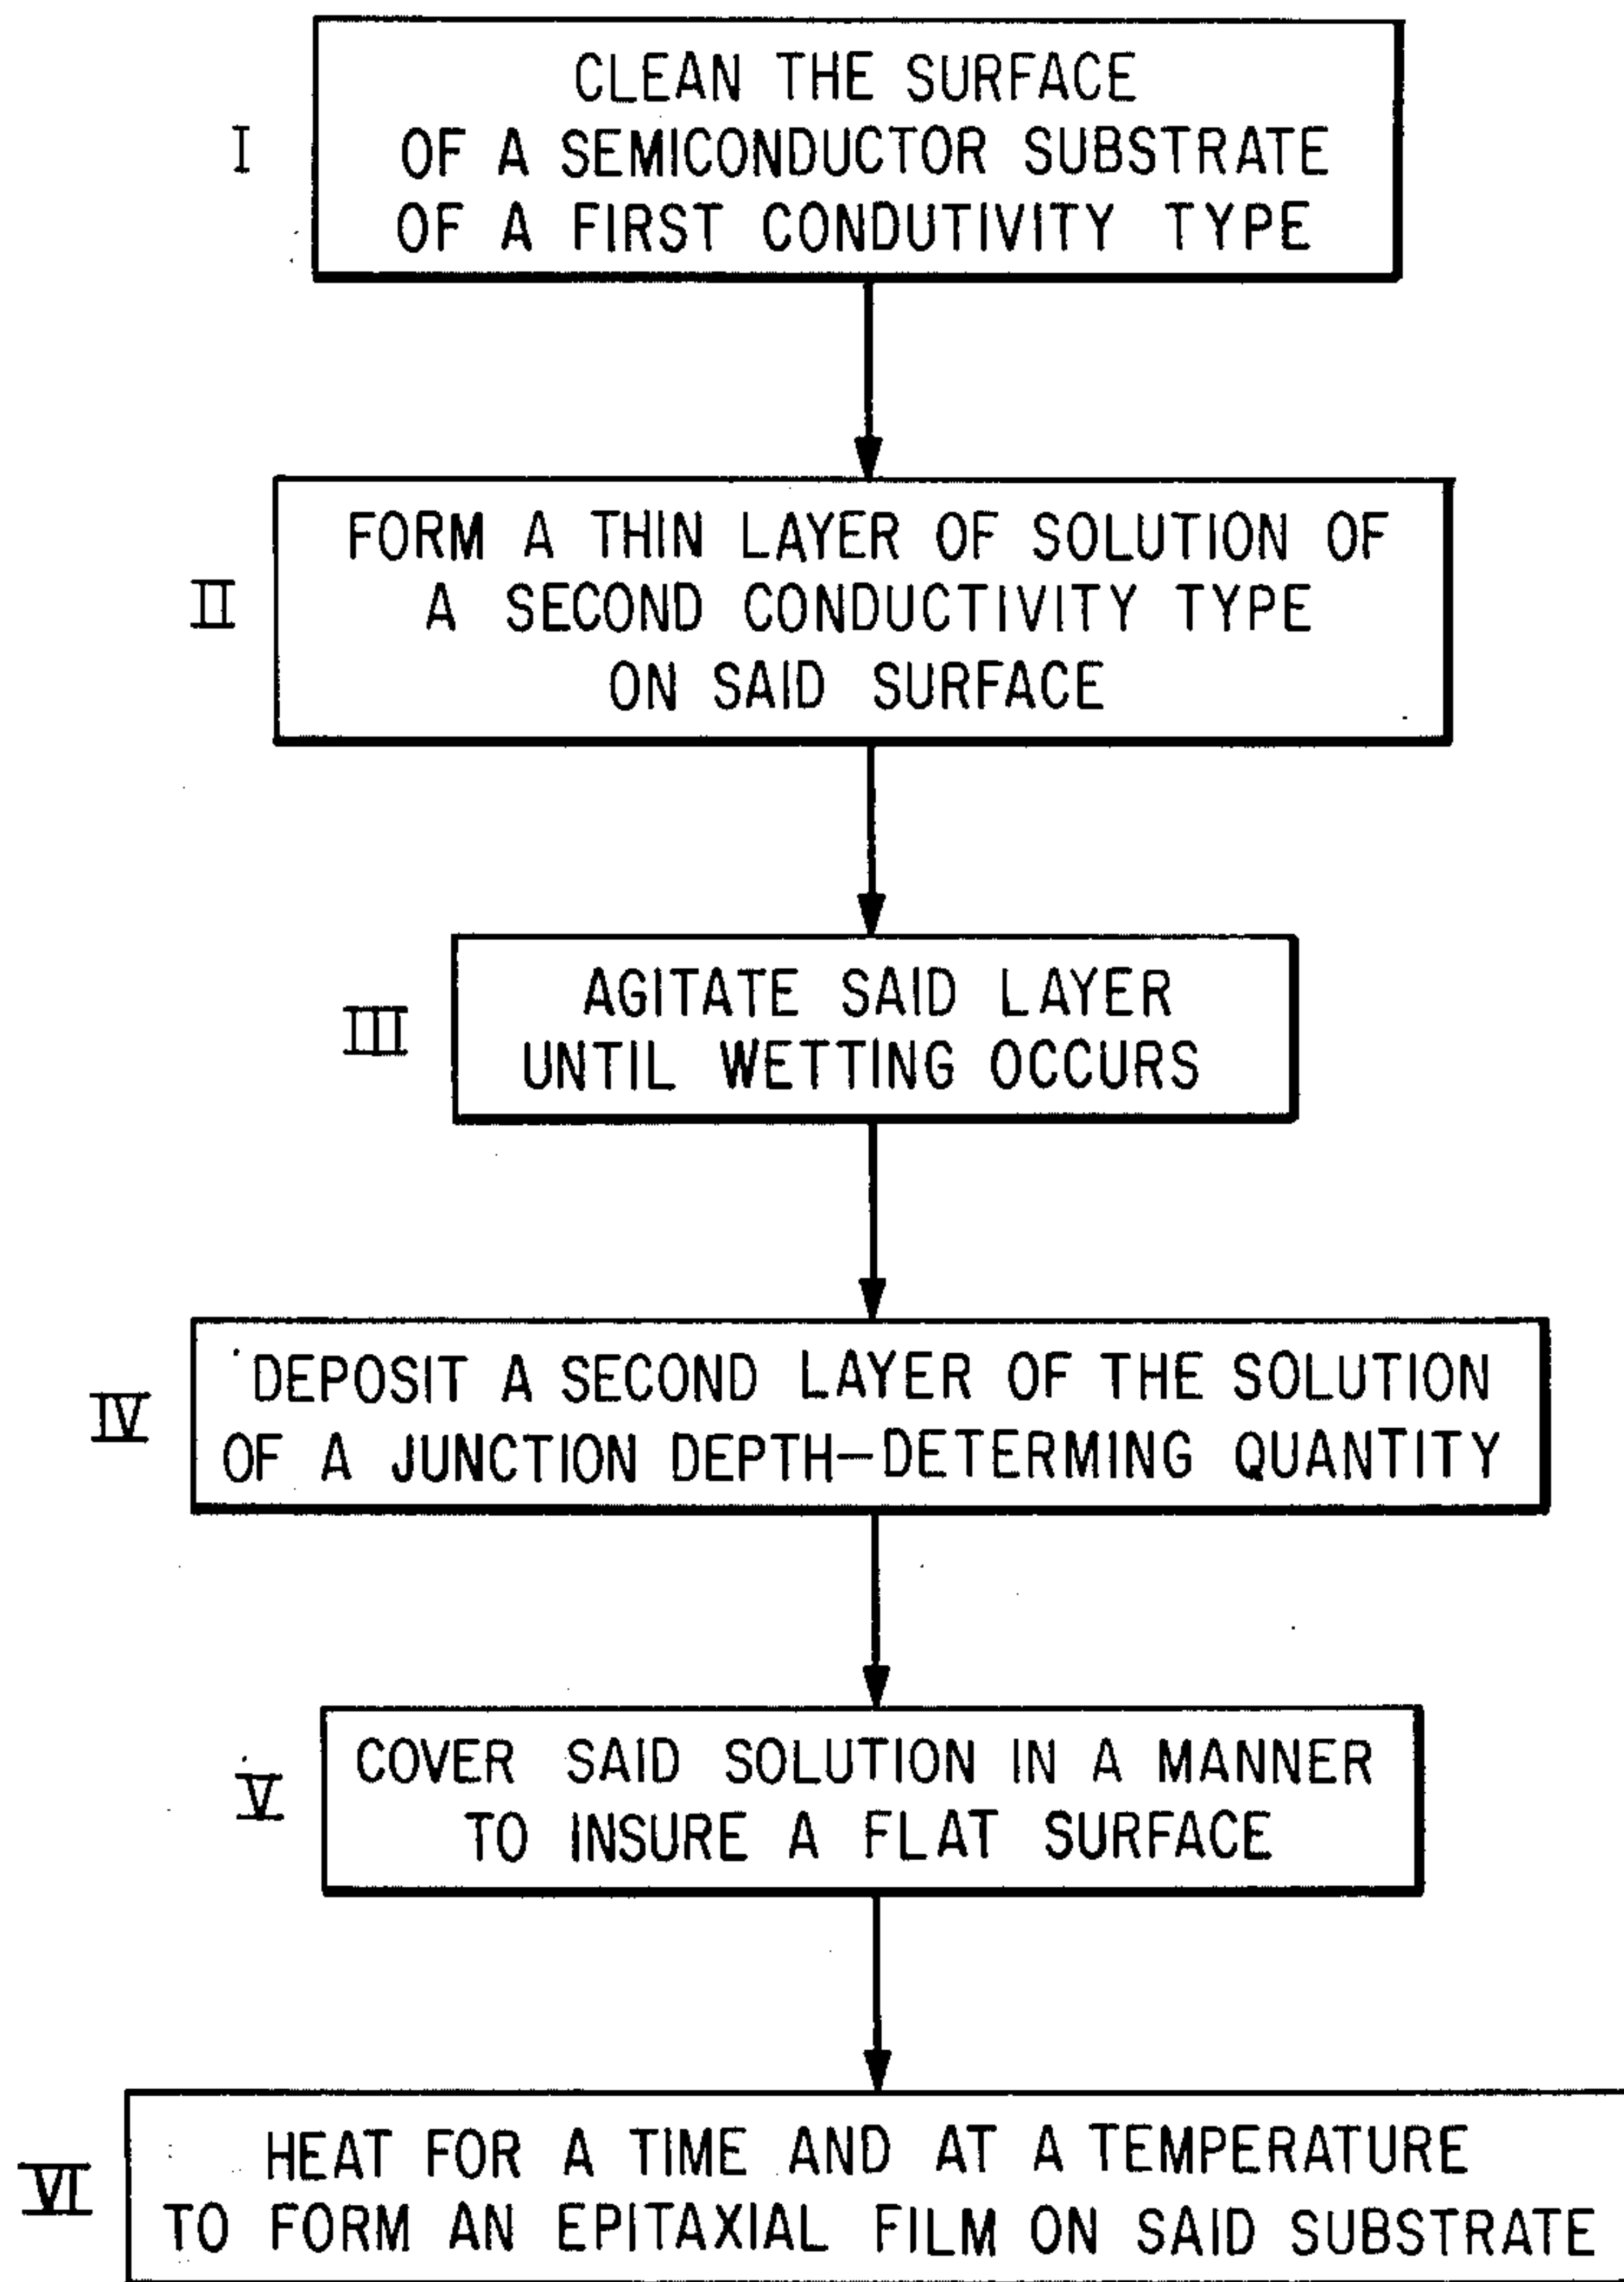 I
CLEAN THE SURFACE
OF A SEMICONDUCTOR SUBSTRATE
OF A FIRST CONDUTIVITY TYPE
II
FORM A THIN LAYER OF SOLUTION OF
A SECOND CONDUCTIVITY TYPE
ON SAID SURFACE
III
AGITATE SAID LAYER
UNTIL WETTING OCCURS
IV
DEPOSIT A SECOND LAYER OF THE SOLUTION
OF A JUNCTION DEPTH-DETERMING QUANTITY
V
COVER SAID SOLUTION IN A MANNER
TO INSURE A FLAT SURFACE
VI
HEAT FOR A TIME AND AT A TEMPERATURE
TO FORM AN EPITAXIAL FILM ON SAID SUBSTRATE